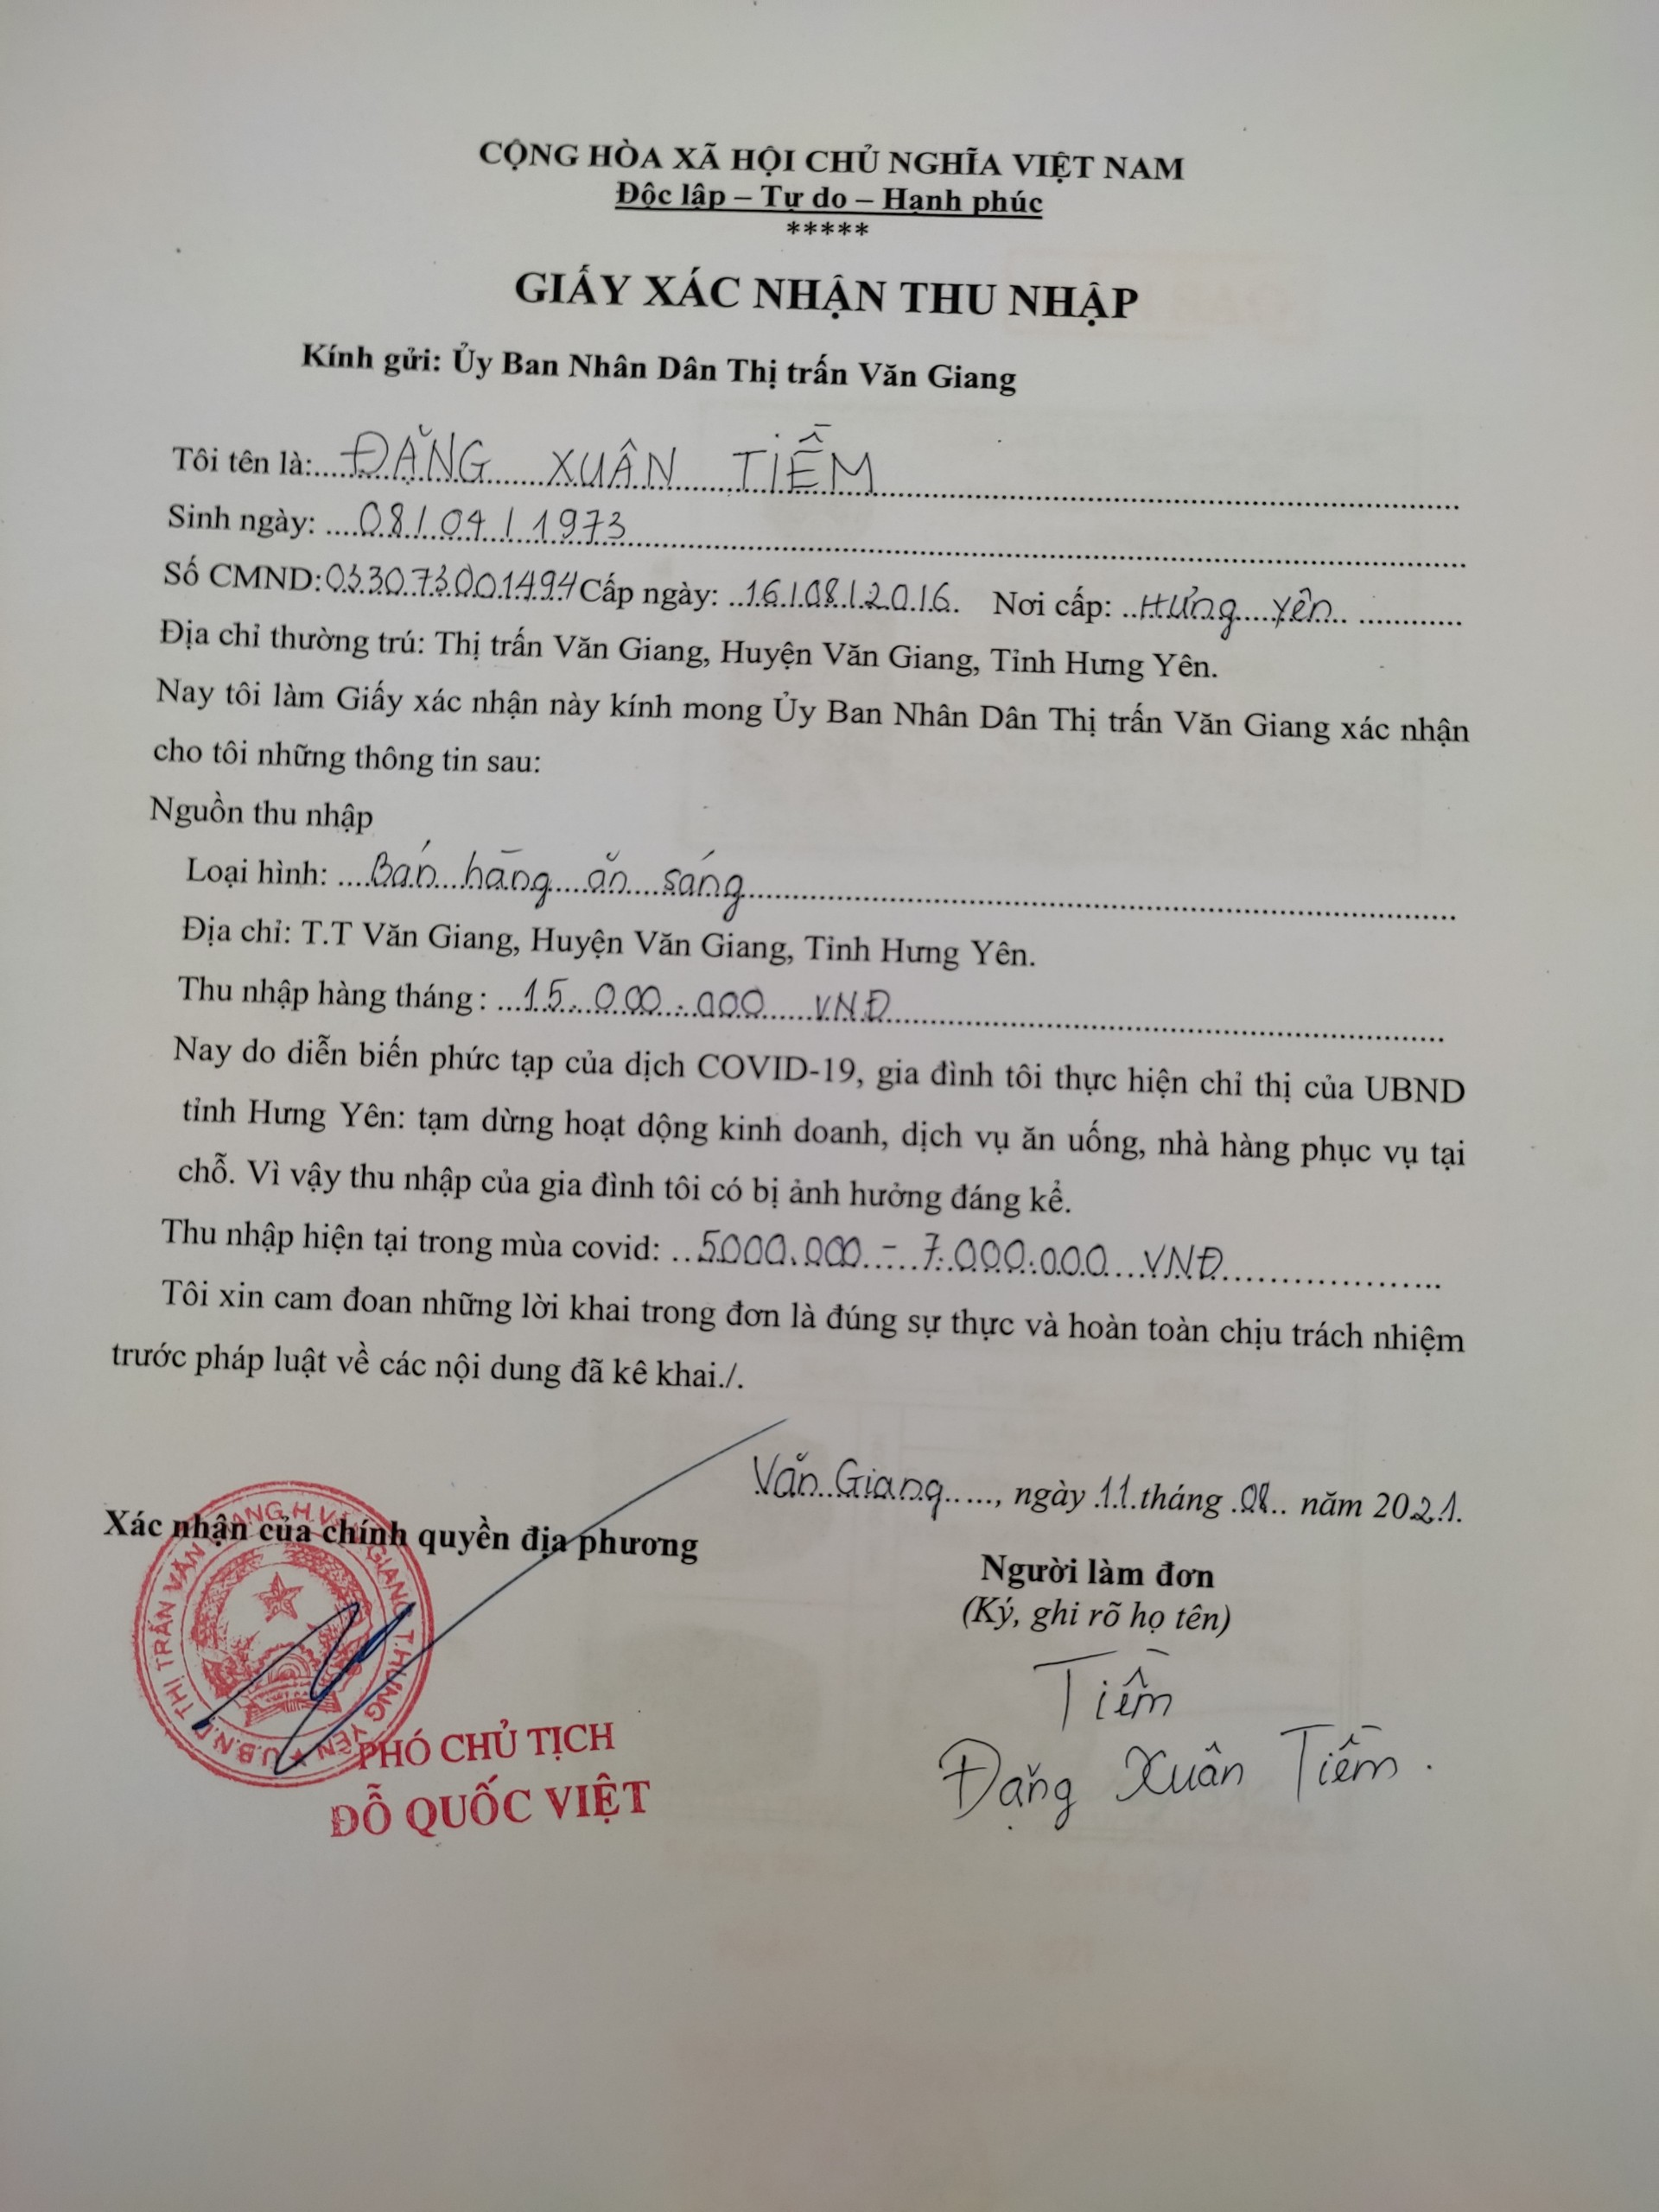 CỘNG HÒA XÃ HỘI CHỦ NGHĨA VIỆT NAM
Độc lập – Tự do – Hạnh phúc
*****
GIẤY XÁC NHẬN THU NHẬP
Kính gửi: Ủy Ban Nhân Dân Thị trấn Văn Giang
Tôi tên là: ĐẶNG XUÂN TIỀM
Sinh ngày: 08/04/1973
Số CMND: 033073001494 Cấp ngày: 16/08/2016. Nơi cấp: Hưng Yên
Địa chỉ thường trú: Thị trấn Văn Giang, Huyện Văn Giang, Tỉnh Hưng Yên.
Nay tôi làm Giấy xác nhận này kính mong Ủy Ban Nhân Dân Thị trấn Văn Giang xác nhận
cho tôi những thông tin sau:
Nguồn thu nhập
Loại hình: Bán hàng ăn sáng
Địa chỉ: T.T Văn Giang, Huyện Văn Giang, Tỉnh Hưng Yên.
Thu nhập hàng tháng : 15.000.000 VNĐ
Nay do diễn biến phức tạp của dịch COVID-19, gia đình tôi thực hiện chỉ thị của UBND
tỉnh Hưng Yên: tạm dừng hoạt dộng kinh doanh, dịch vụ ăn uống, nhà hàng phục vụ tại
chỗ. Vì vậy thu nhập của gia đình tôi có bị ảnh hưởng đáng kể.
Thu nhập hiện tại trong mùa covid: 5000.000 - 7.000.000 VNĐ
Tôi xin cam đoan những lời khai trong đơn là đúng sự thực và hoàn toàn chịu trách nhiệm
trước pháp luật về các nội dung đã kê khai./.
Văn Giang, ngày 11 tháng 08 năm 2021.
Xác nhận của chính quyền địa phương
Người làm đơn
(Ký, ghi rõ họ tên)
U.B.N.D THỊ TRẤN VĂN GIANG.H.VĂN GIANG T.HƯNG YÊN
Tiềm
PHÓ CHỦ TỊCH
ĐỖ QUỐC VIỆT
Đặng Xuân Tiềm.